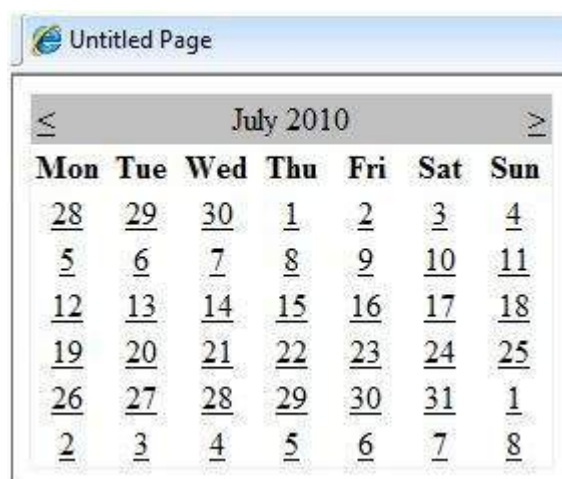 Untitled Page
< July 2010 >
Mon Tue Wed Thu Fri Sat Sun
28 29 30 1 2 3 4
5 6 7 8 9 10 11
12 13 14 15 16 17 18
19 20 21 22 23 24 25
26 27 28 29 30 31 1
2 3 4 5 6 7 8